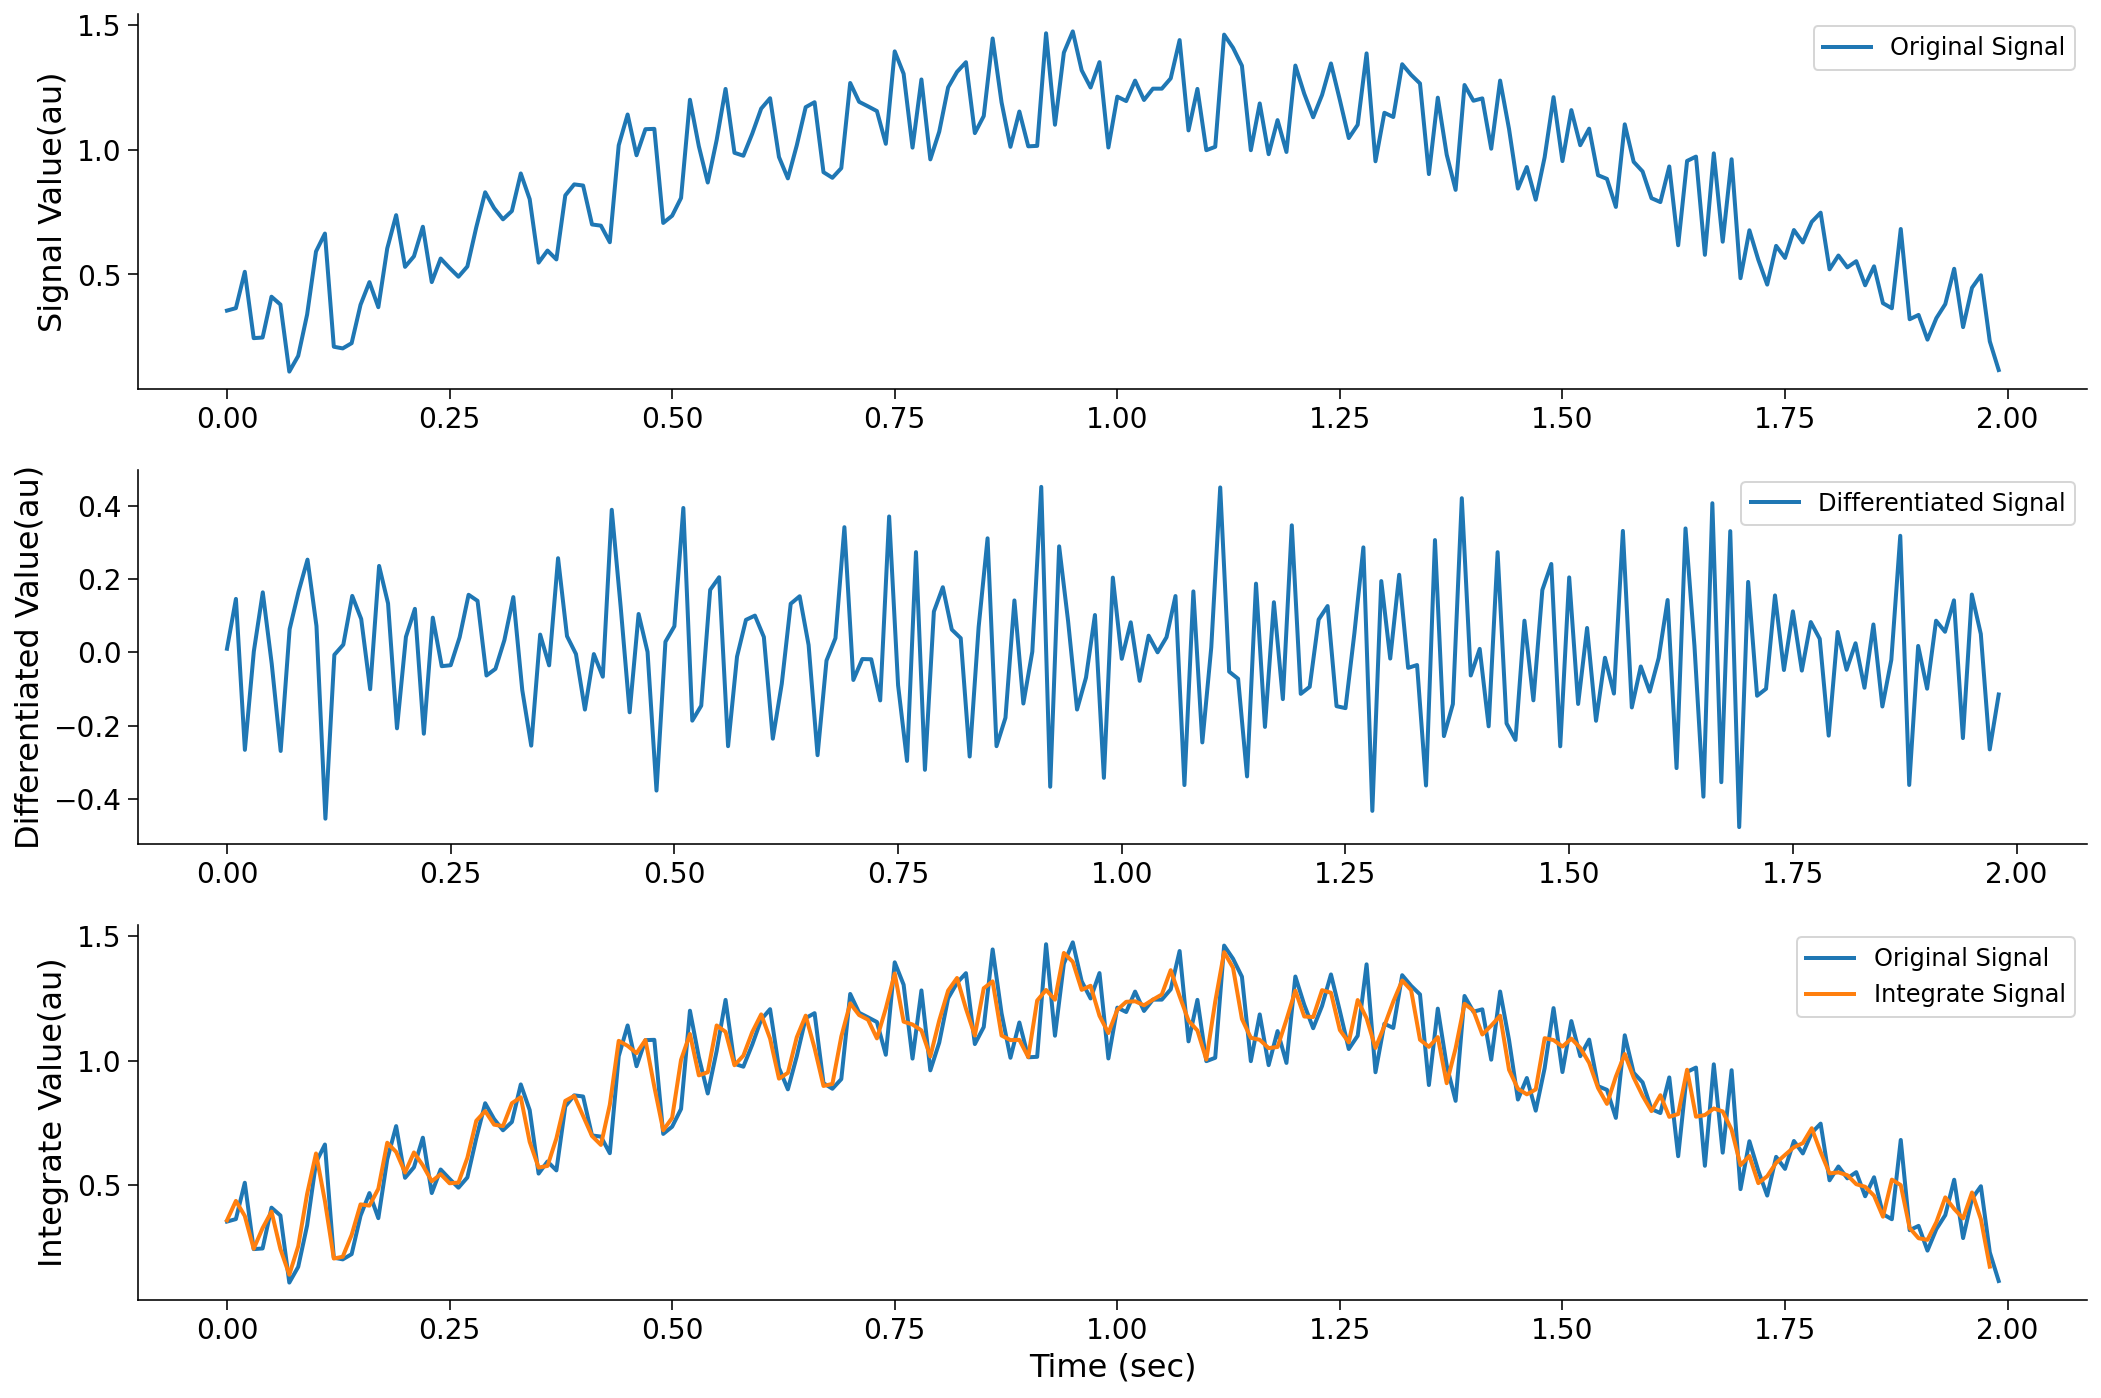 Signal Value(au)
1.5
1.0
0.5
Original Signal
0.00 0.25 0.50 0.75 1.00 1.25 1.50 1.75 2.00
Differentiated Value(au)
0.4
0.2
0.0
−0.2
−0.4
Differentiated Signal
0.00 0.25 0.50 0.75 1.00 1.25 1.50 1.75 2.00
Integrate Value(au)
1.5
1.0
0.5
Original Signal
Integrate Signal
0.00 0.25 0.50 0.75 1.00 1.25 1.50 1.75 2.00
Time (sec)